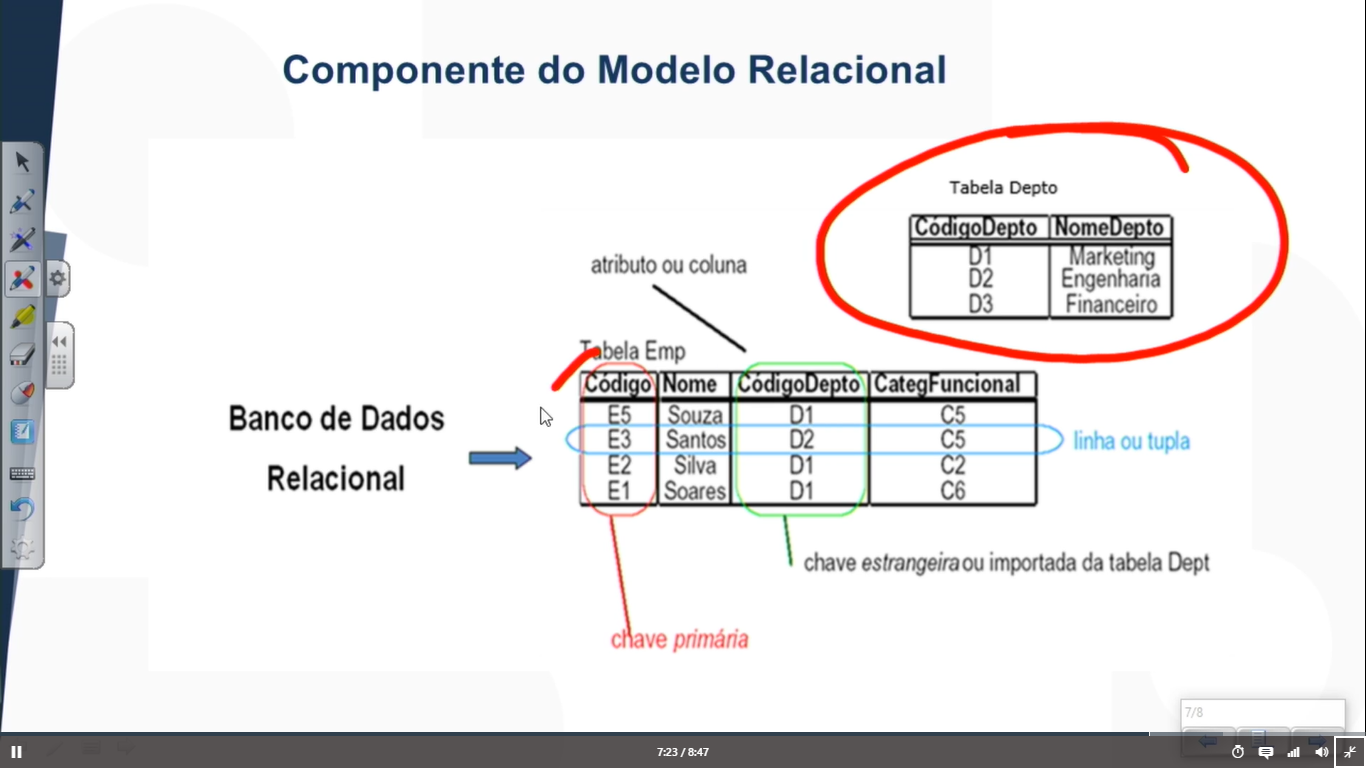 Componente do Modelo Relacional
Tabela Depto
CódigoDepto NomeDepto
D1 Marketing
D2 Engenharia
D3 Financeiro
atributo ou coluna
Tabela Emp
Código Nome CódigoDepto CategFuncional
E5 Souza D1 C5
E3 Santos D2 C5
E2 Silva D1 C2
E1 Soares D1 C6
linha ou tupla
Banco de Dados
Relacional
chave estrangeira ou importada da tabela Dept
chave primária
7/8
7:23 / 8:47